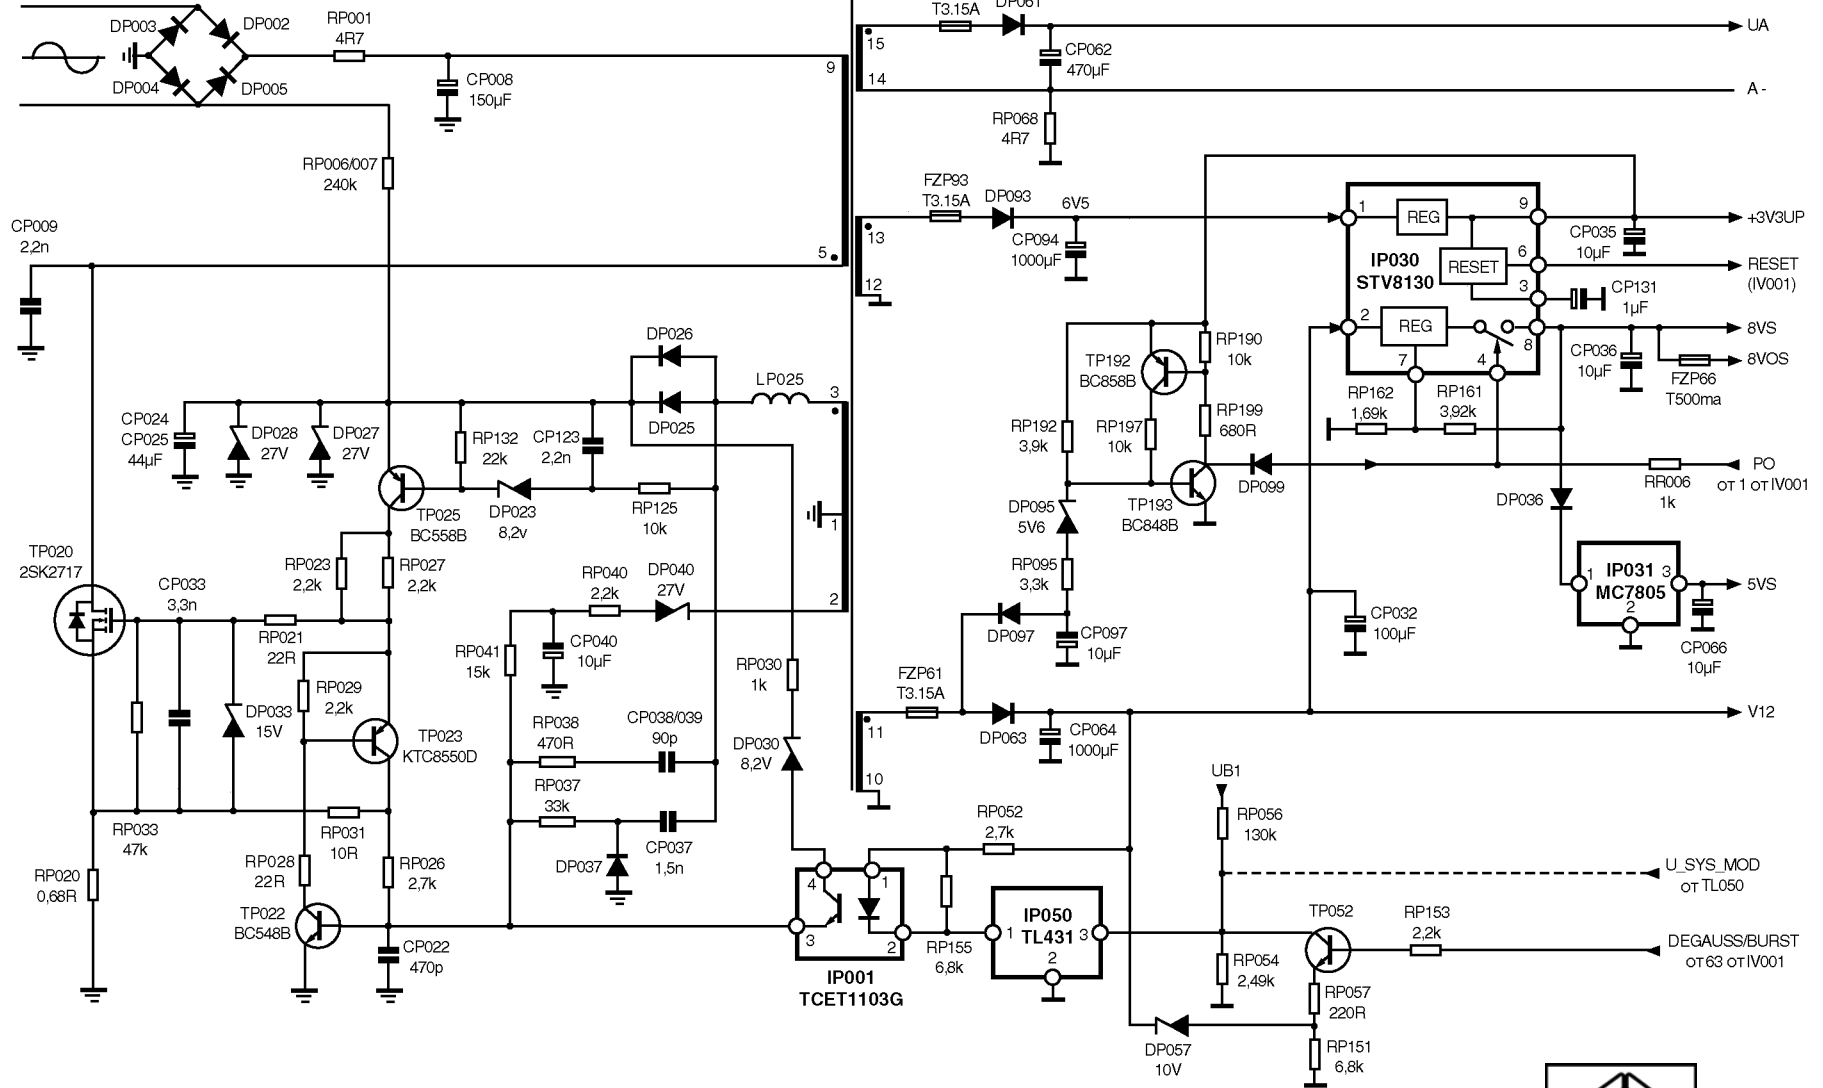 DP003
DP002
DP004
DP005
RP001
4R7
CP008
150µF
RP006/007
240k
CP009
2,2n
9
5
15
14
T3.15A
DP061
UA
CP062
470µF
A -
RP068
4R7
FZP93
T3.15A
DP093
6V5
CP094
1000µF
13
12
1
REG
9
+3V3UP
CP035
10µF
IP030
STV8130
RESET
6
RESET
(IV001)
3
CP131
1µF
2
REG
8
7
4
8VS
8VOS
CP036
10µF
FZP66
T500ma
RP162
1,69k
RP161
3,92k
DP026
DP025
LP025
3
CP024
CP025
44µF
DP028
27V
DP027
27V
RP132
22k
CP123
2,2n
TP025
BC558B
DP023
8,2v
RP125
10k
1
TP192
BC858B
RP190
10k
RP199
680R
RP192
3,9k
RP197
10k
TP193
BC848B
DP099
PO
от 1 от IV001
RR006
1k
DP095
5V6
RP095
3,3k
DP036
1
IP031
3
MC7805
2
5VS
CP066
10µF
TP020
2SK2717
CP033
3,3n
RP023
2,2k
RP027
2,2k
RP021
22R
RP040
2,2k
DP040
27V
2
CP040
10µF
RP041
15k
RP030
1k
DP097
CP097
10µF
CP032
100µF
RP029
2,2k
DP033
15V
TP023
KTC8550D
RP038
470R
CP038/039
90p
DP030
8,2V
FZP61
T3.15A
11
10
DP063
CP064
1000µF
V12
RP037
33k
CP037
1,5n
DP037
RP033
47k
RP031
10R
RP020
0,68R
RP028
22R
RP026
2,7k
TP022
BC548B
CP022
470p
4
1
3
2
IP001
TCET1103G
RP052
2,7k
RP155
6,8k
IP050
1
TL431
3
2
UB1
RP056
130k
U_SYS_MOD
от TL050
TP052
RP153
2,2k
DEGAUSS/BURST
от 63 от IV001
RP054
2,49k
RP057
220R
DP057
10V
RP151
6,8k